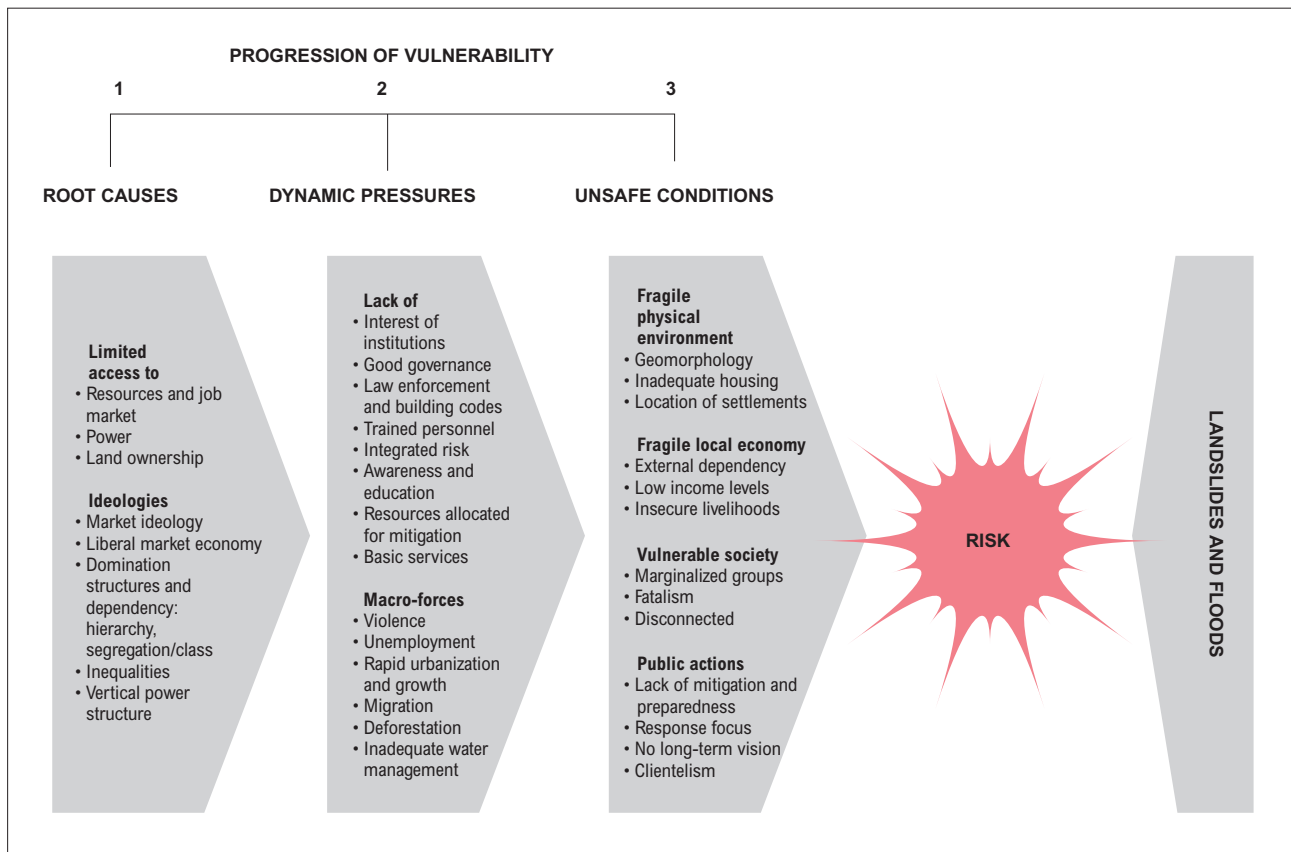 PROGRESSION OF VULNERABILITY
1
2
3
ROOT CAUSES
DYNAMIC PRESSURES
UNSAFE CONDITIONS
Limited
access to
• Resources and job
market
• Power
• Land ownership
Ideologies
• Market ideology
• Liberal market economy
• Domination
structures and
dependency:
hierarchy,
segregation/class
• Inequalities
• Vertical power
structure
Lack of
• Interest of
institutions
• Good governance
• Law enforcement
and building codes
• Trained personnel
• Integrated risk
• Awareness and
education
• Resources allocated
for mitigation
• Basic services
Macro-forces
• Violence
• Unemployment
• Rapid urbanization
and growth
• Migration
• Deforestation
• Inadequate water
management
Fragile
physical
environment
• Geomorphology
• Inadequate housing
• Location of settlements
Fragile local economy
• External dependency
• Low income levels
• Insecure livelihoods
Vulnerable society
• Marginalized groups
• Fatalism
• Disconnected
Public actions
• Lack of mitigation and
preparedness
• Response focus
• No long-term vision
• Clientelism
RISK
LANDSLIDES AND FLOODS